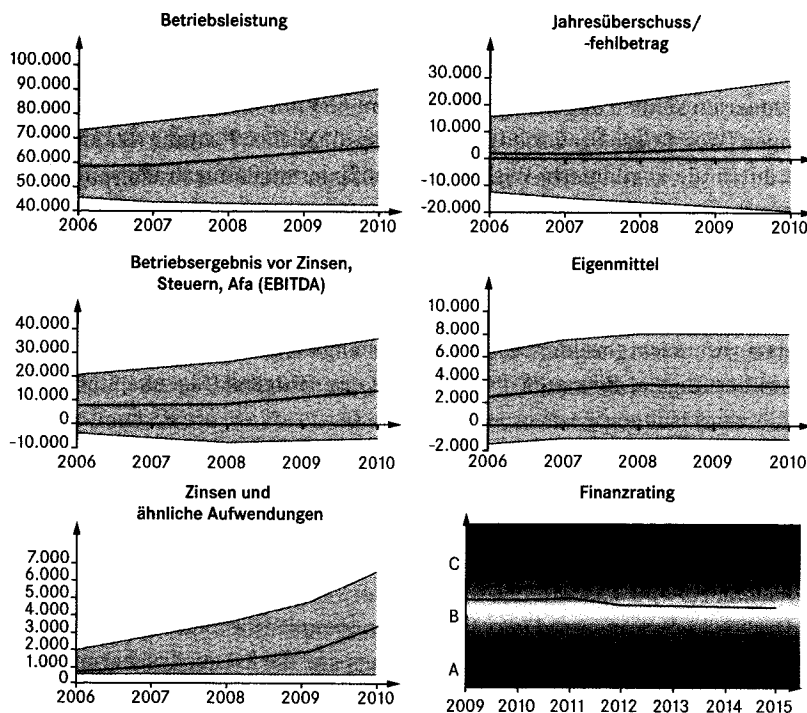 Betriebsleistung
100.000
90.000
80.000
70.000
60.000
50.000
40.000
2006 2007 2008 2009 2010
Jahresüberschuss/
-fehlbetrag
30.000
20.000
10.000
0
-10.000
-20.000
2006 2007 2008 2009 2010
Betriebsergebnis vor Zinsen,
Steuern, Afa (EBITDA)
40.000
30.000
20.000
10.000
0
-10.000
2006 2007 2008 2009 2010
Eigenmittel
10.000
8.000
6.000
4.000
2.000
0
-2.000
2006 2007 2008 2009 2010
Zinsen und
ähnliche Aufwendungen
7.000
6.000
5.000
4.000
3.000
2.000
1.000
0
2006 2007 2008 2009 2010
Finanzrating
C
B
A
2009 2010 2011 2012 2013 2014 2015